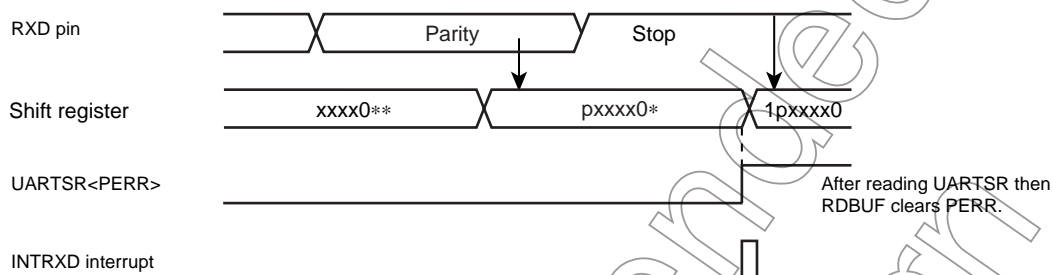 RXD pin
Parity
Stop
Shift register
xxxx0**
pxxxx0*
1pxxxx0
UARTSR<PERR>
After reading UARTSR then
RDBUF clears PERR.
INTRXD interrupt